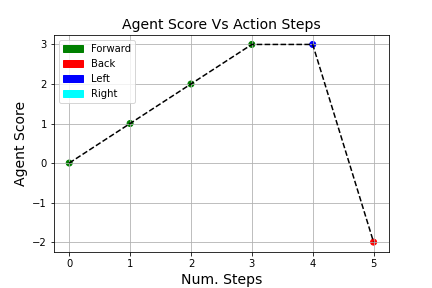 Agent Score Vs Action Steps
Forward
Back
Left
Right
3
2
1
0
−1
−2
Agent Score
0 1 2 3 4 5
Num. Steps